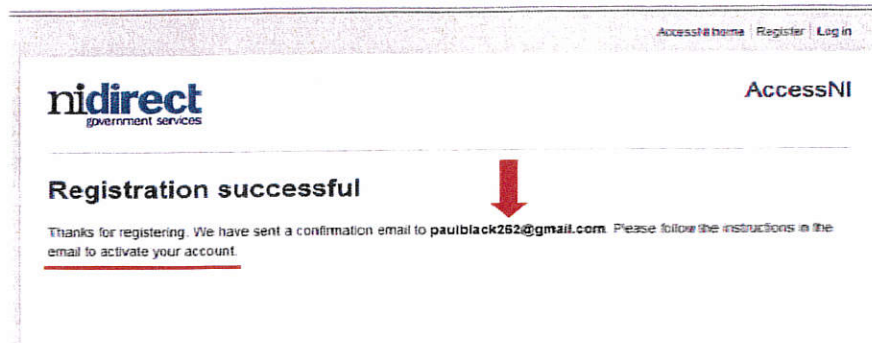 AccessNI home | Register | Log in
nidirect
government services
AccessNI
Registration successful
Thanks for registering. We have sent a confirmation email to paulblack262@gmail.com. Please follow the instructions in the
email to activate your account.